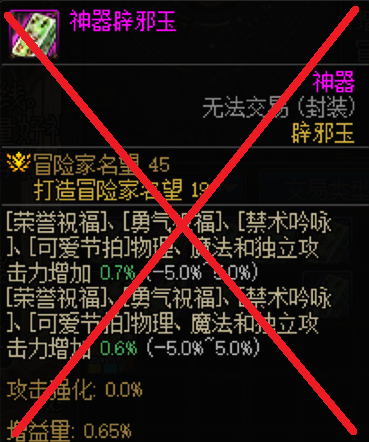 神器辟邪玉
神器
无法交易 (封装)
辟邪玉
冒险家名望 45
打造冒险家名望 19
[荣誉祝福]、[勇气祝福]、[禁术吟咏
]、[可爱节拍]物理、魔法和独立攻
击力增加 0.7% (-5.0%~5.0%)
[荣誉祝福]、[勇气祝福]、[禁术吟咏
]、[可爱节拍]物理、魔法和独立攻
击力增加 0.6% (-5.0%~5.0%)
攻击强化: 0.0%
增益量: 0.65%